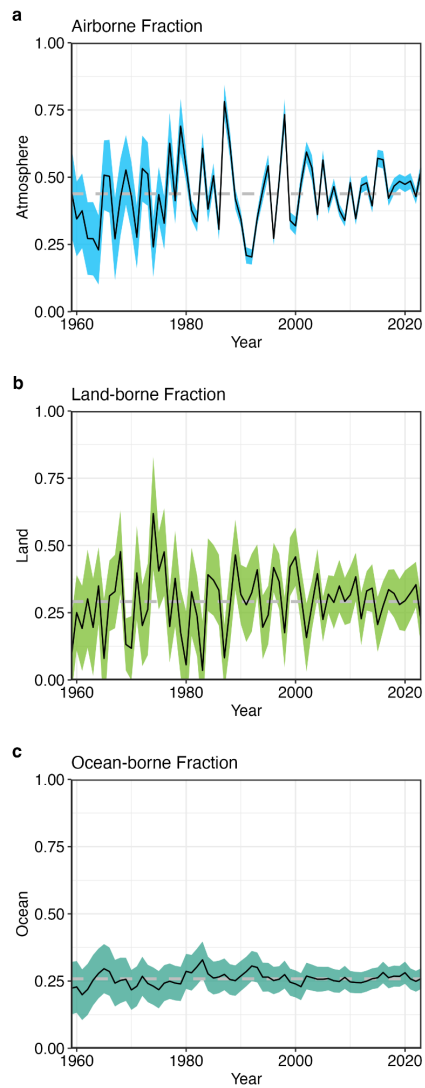 a
Airborne Fraction
1.00
0.75
0.50
0.25
0.00
Atmosphere
1960 1980 2000 2020
Year
b
Land-borne Fraction
1.00
0.75
0.50
0.25
0.00
Land
1960 1980 2000 2020
Year
c
Ocean-borne Fraction
1.00
0.75
0.50
0.25
0.00
Ocean
1960 1980 2000 2020
Year